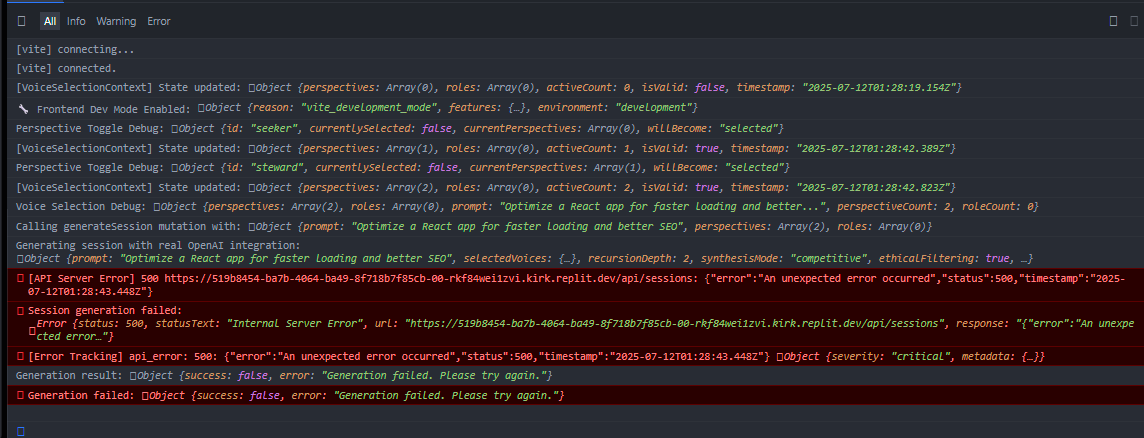 All Info Warning Error
[vite] connecting...
[vite] connected.
[VoiceSelectionContext] State updated: Object {perspectives: Array(0), roles: Array(0), activeCount: 0, isValid: false, timestamp: "2025-07-12T01:28:19.154Z"}
🔧 Frontend Dev Mode Enabled: Object {reason: "vite_development_mode", features: {…}, environment: "development"}
Perspective Toggle Debug: Object {id: "seeker", currentlySelected: false, currentPerspectives: Array(0), willBecome: "selected"}
[VoiceSelectionContext] State updated: Object {perspectives: Array(1), roles: Array(0), activeCount: 1, isValid: true, timestamp: "2025-07-12T01:28:42.389Z"}
Perspective Toggle Debug: Object {id: "steward", currentlySelected: false, currentPerspectives: Array(1), willBecome: "selected"}
[VoiceSelectionContext] State updated: Object {perspectives: Array(2), roles: Array(0), activeCount: 2, isValid: true, timestamp: "2025-07-12T01:28:42.823Z"}
Voice Selection Debug: Object {perspectives: Array(2), roles: Array(0), prompt: "Optimize a React app for faster loading and better...", perspectiveCount: 2, roleCount: 0}
Calling generateSession mutation with: Object {prompt: "Optimize a React app for faster loading and better SEO", perspectives: Array(2), roles: Array(0)}
Generating session with real OpenAI integration:
Object {prompt: "Optimize a React app for faster loading and better SEO", selectedVoices: {…}, recursionDepth: 2, synthesisMode: "competitive", ethicalFiltering: true, …}
[API Server Error] 500 https://519b8454-ba7b-4064-ba49-8f718b7f85cb-00-rkf84wei1zvi.kirk.replit.dev/api/sessions: {"error":"An unexpected error occurred","status":500,"timestamp":"2025-
07-12T01:28:43.448Z"}
Session generation failed:
Error {status: 500, statusText: "Internal Server Error", url: "https://519b8454-ba7b-4064-ba49-8f718b7f85cb-00-rkf84wei1zvi.kirk.replit.dev/api/sessions", response: "{"error":"An unexpe
cted error…"}
[Error Tracking] api_error: 500: {"error":"An unexpected error occurred","status":500,"timestamp":"2025-07-12T01:28:43.448Z"} Object {severity: "critical", metadata: {…}}
Generation result: Object {success: false, error: "Generation failed. Please try again."}
Generation failed: Object {success: false, error: "Generation failed. Please try again."}